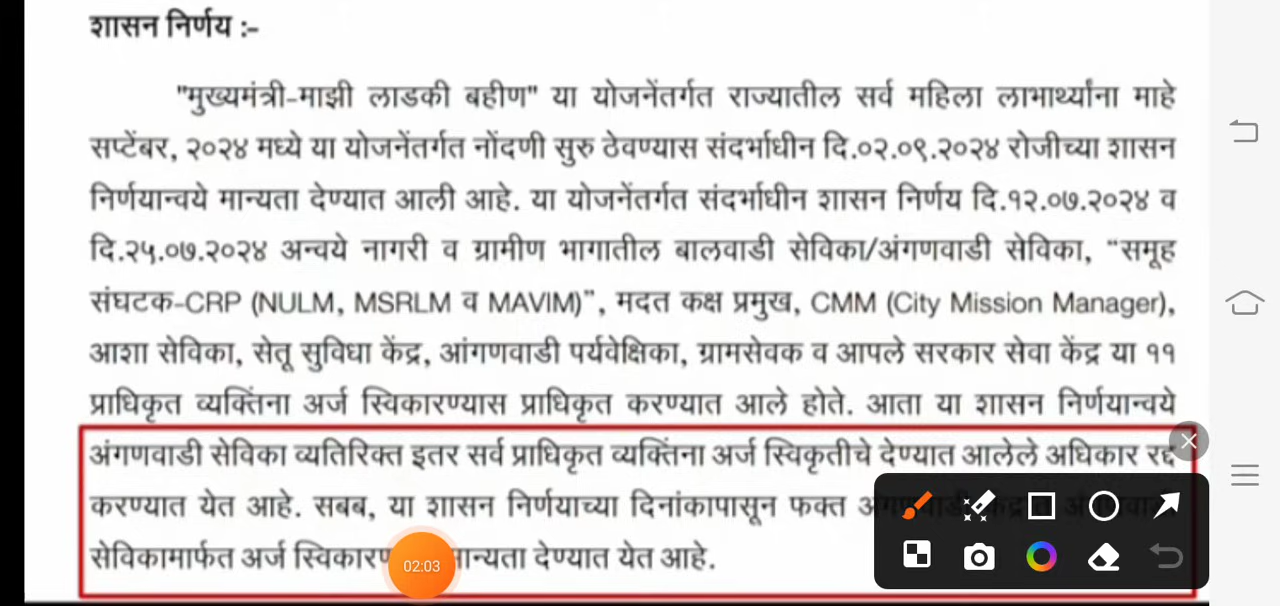 शासन निर्णय :-
"मुख्यमंत्री-माझी लाडकी बहीण" या योजनेंतर्गत राज्यातील सर्व महिला लाभार्थ्यांना माहे
सप्टेंबर, २०२४ मध्ये या योजनेंतर्गत नोंदणी सुरु ठेवण्यास संदर्भाधीन दि.०२.०९.२०२४ रोजीच्या शासन
निर्णयान्वये मान्यता देण्यात आली आहे. या योजनेंतर्गत संदर्भाधीन शासन निर्णय दि.१२.०७.२०२४ व
दि.२५.०७.२०२४ अन्वये नागरी व ग्रामीण भागातील बालवाडी सेविका/अंगणवाडी सेविका, “समूह
संघटक-CRP (NULM, MSRLM व MAVIM)”, मदत कक्ष प्रमुख, CMM (City Mission Manager),
आशा सेविका, सेतू सुविधा केंद्र, आंगणवाडी पर्यवेक्षिका, ग्रामसेवक व आपले सरकार सेवा केंद्र या ११
प्राधिकृत व्यक्तिंना अर्ज स्विकारण्यास प्राधिकृत करण्यात आले होते. आता या शासन निर्णयान्वये
अंगणवाडी सेविका व्यतिरिक्त इतर सर्व प्राधिकृत व्यक्तिंना अर्ज स्विकृतीचे देण्यात आलेले अधिकार रद्द
करण्यात येत आहे. सबब, या शासन निर्णयाच्या दिनांकापासून फक्त
सेविकामार्फत अर्ज मान्यता देण्यात येत आहे.
02:03